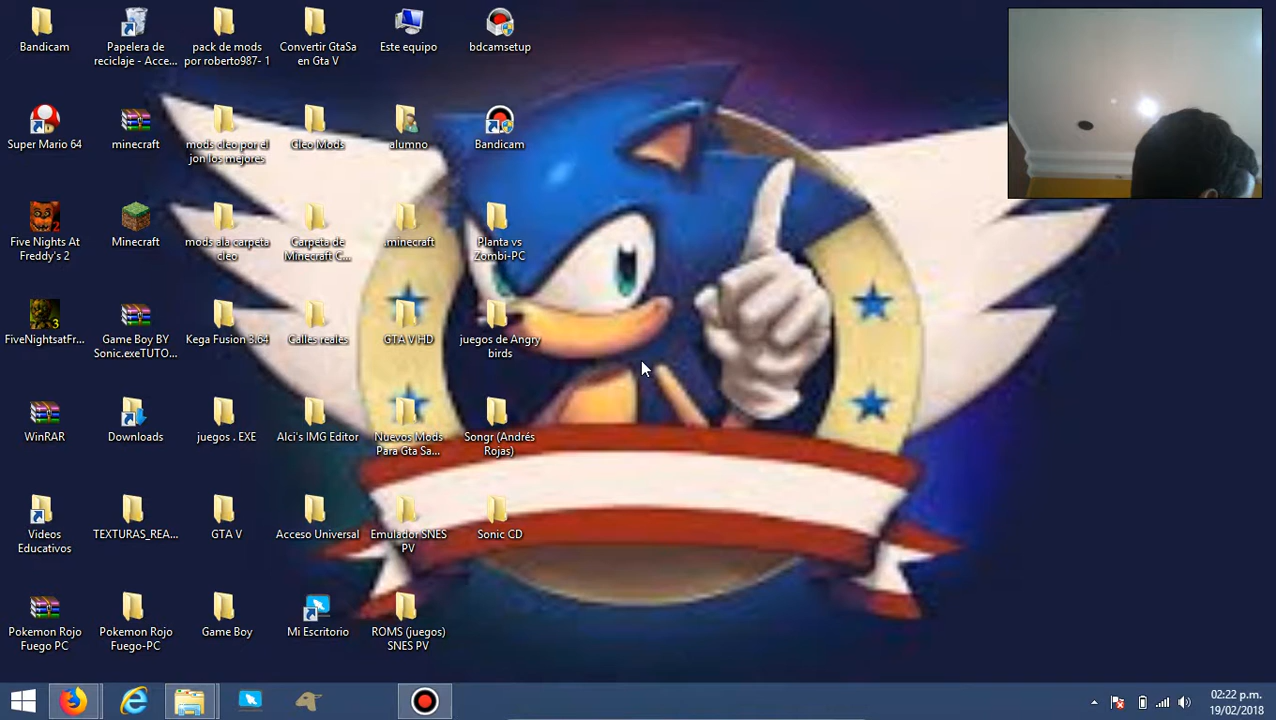 Bandicam
Papelera de
reciclaje - Acce...
pack de mods
por roberto987- 1
Convertir GtaSa
en Gta V
Este equipo
bdcamsetup
Super Mario 64
minecraft
mods cleo por el
jon los mejores
Cleo Mods
alumno
Bandicam
Five Nights At
Freddy's 2
Minecraft
mods ala carpeta
cleo
Carpeta de
Minecraft C...
.minecraft
Planta vs
Zombi-PC
FiveNightsatFr...
Game Boy BY
Sonic.exeTUTO...
Kega Fusion 3.64
Calles reales
GTA V HD
juegos de Angry
birds
WinRAR
Downloads
juegos . EXE
Alci's IMG Editor
Nuevos Mods
Para Gta Sa...
Songr (Andrés
Rojas)
Videos
Educativos
TEXTURAS_REA...
GTA V
Acceso Universal
Emulador SNES
PV
Sonic CD
Pokemon Rojo
Fuego PC
Pokemon Rojo
Fuego-PC
Game Boy
Mi Escritorio
ROMS (juegos)
SNES PV
02:22 p.m.
19/02/2018